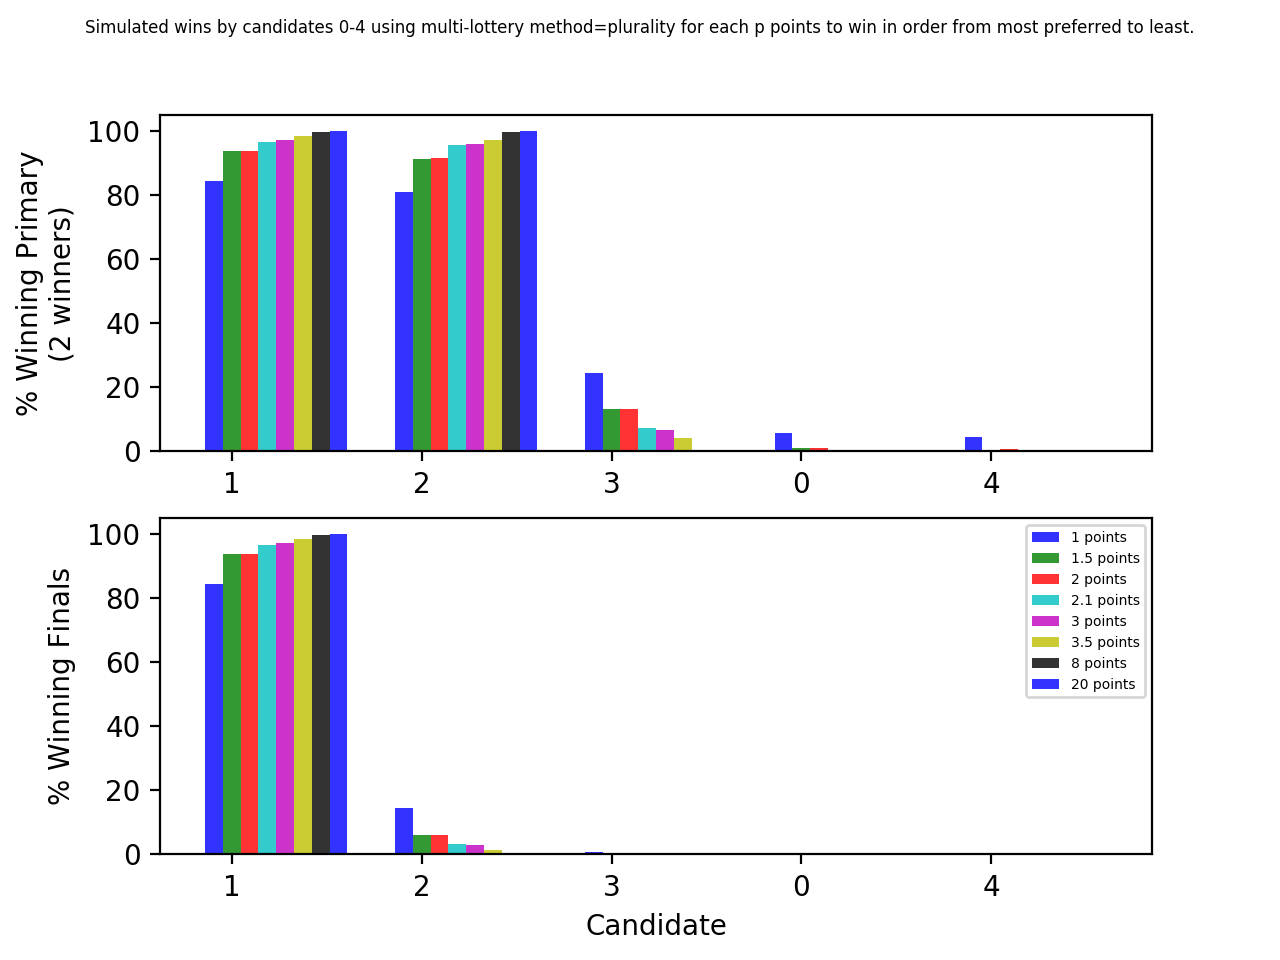 Simulated wins by candidates 0-4 using multi-lottery method=plurality for each p points to win in order from most preferred to least.
% Winning Primary
(2 winners)
100
80
60
40
20
0
1 2 3 0 4
% Winning Finals
100
80
60
40
20
0
1 points
1.5 points
2 points
2.1 points
3 points
3.5 points
8 points
20 points
1 2 3 0 4
Candidate